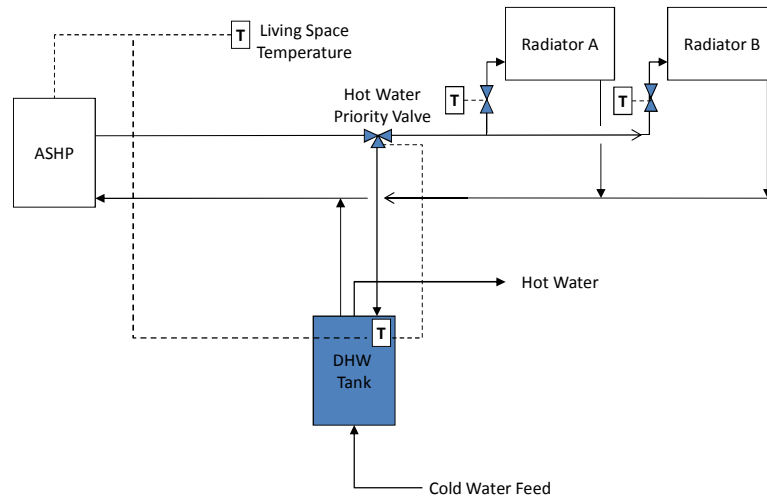 T
Living Space
Temperature
Radiator A
Radiator B
T
T
Hot Water
Priority Valve
ASHP
Hot Water
T
DHW
Tank
Cold Water Feed